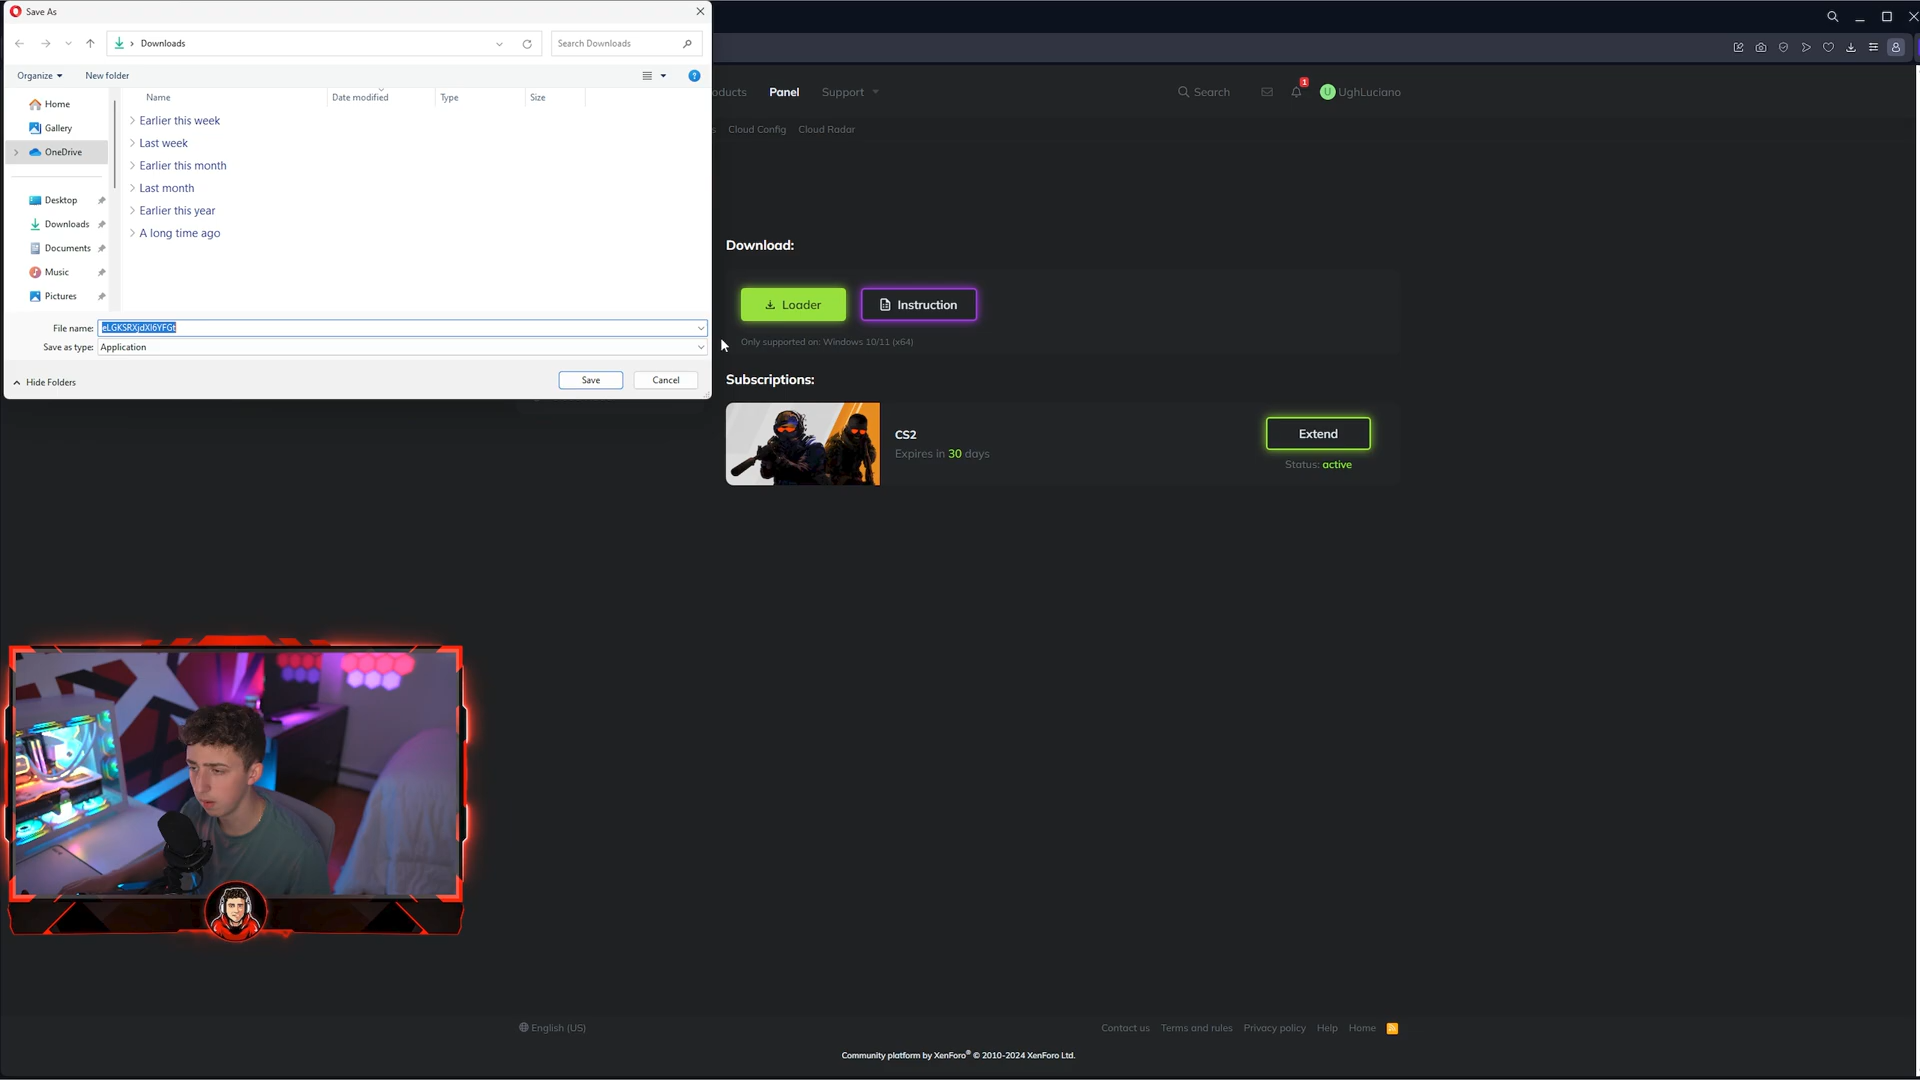 Save As
Downloads
Search Downloads
Organize
New folder
Name
Date modified
Type
Size
Home
Gallery
OneDrive
Desktop
Downloads
Documents
Music
Pictures
Earlier this week
Last week
Earlier this month
Last month
Earlier this year
A long time ago
File name: eLGKSRXjdXI6YFGt
Save as type: Application
Hide Folders
Save
Cancel
oducts
Panel
Support
Search
1
U
UghLuciano
s
Cloud Config
Cloud Radar
Download:
Loader
Instruction
Only supported on: Windows 10/11 (x64)
Subscriptions:
CS2
Expires in 30 days
Extend
Status: active
English (US)
Contact us
Terms and rules
Privacy policy
Help
Home
Community platform by XenForo® © 2010-2024 XenForo Ltd.